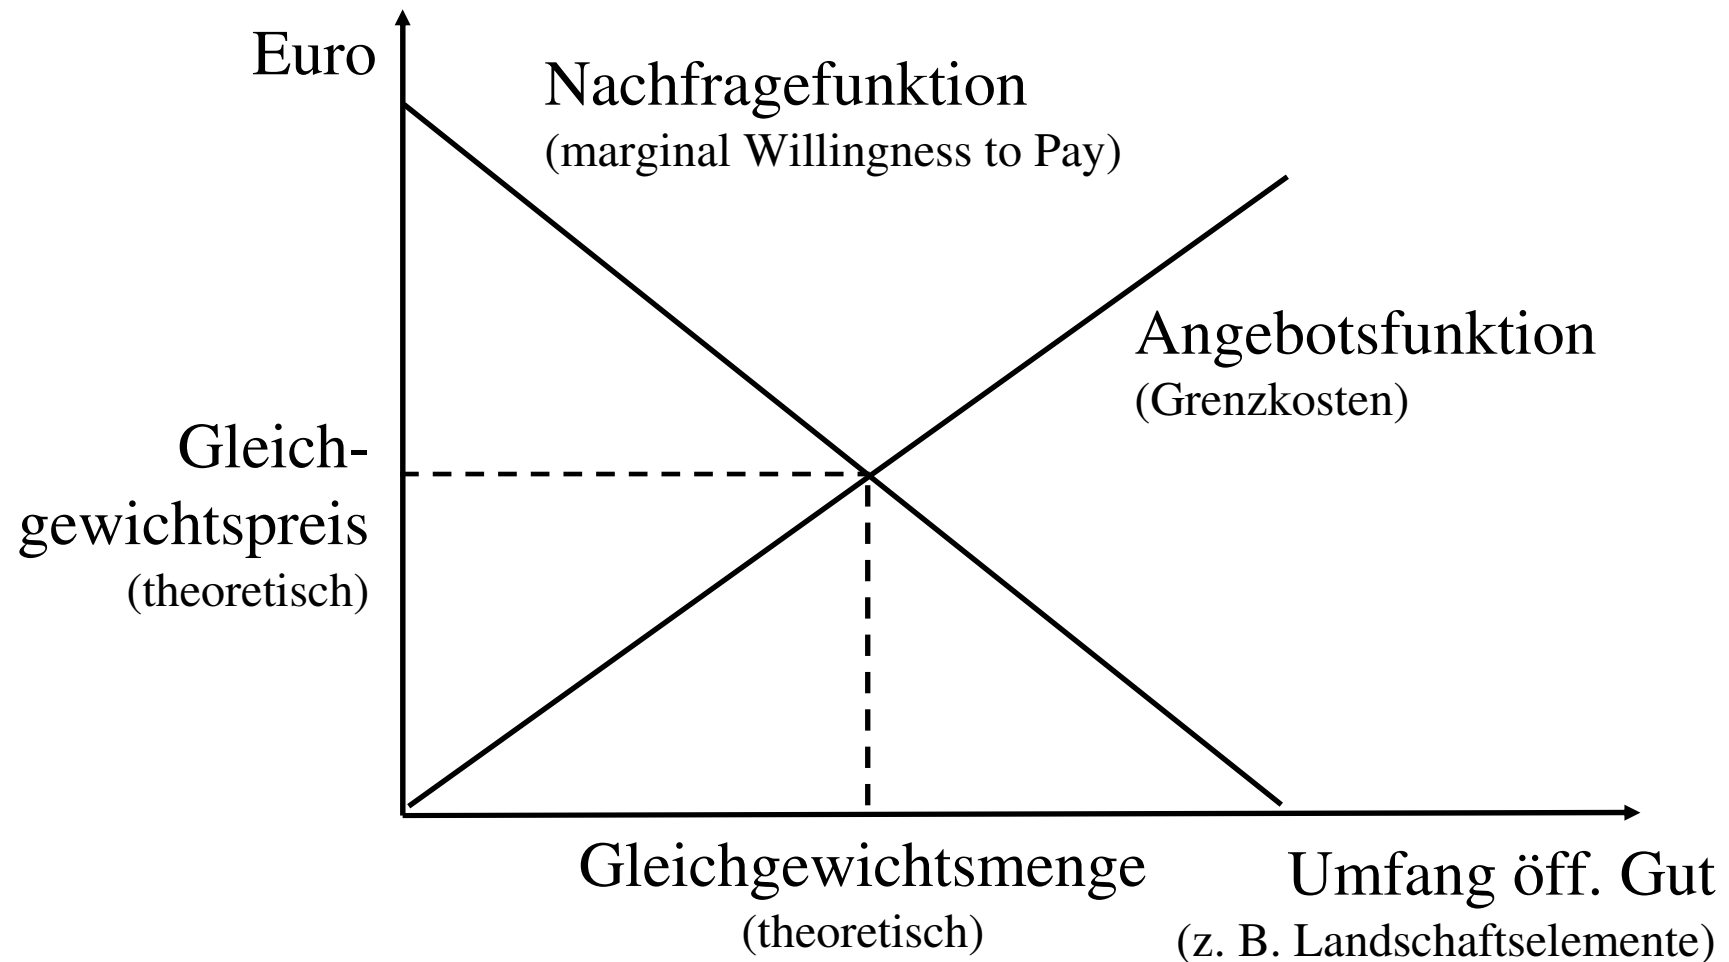 Euro
Nachfragefunktion
(marginal Willingness to Pay)
Angebotsfunktion
(Grenzkosten)
Gleich-
gewichtspreis
(theoretisch)
Gleichgewichtsmenge
(theoretisch)
Umfang öff. Gut
(z. B. Landschaftselemente)